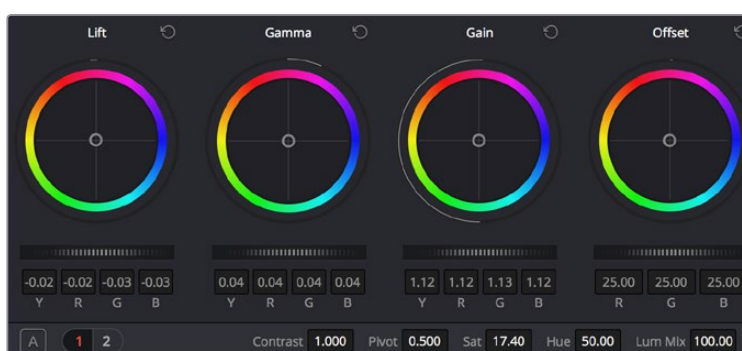 Lift Gamma Gain Offset
-0.02 -0.02 -0.03 -0.03 0.04 0.04 0.04 0.04 1.12 1.12 1.13 1.12 25.00 25.00 25.00
Y R G B Y R G B Y R G B R G B
A 1 2 Contrast 1.000 Pivot 0.500 Sat 17.40 Hue 50.00 Lum Mix 100.00